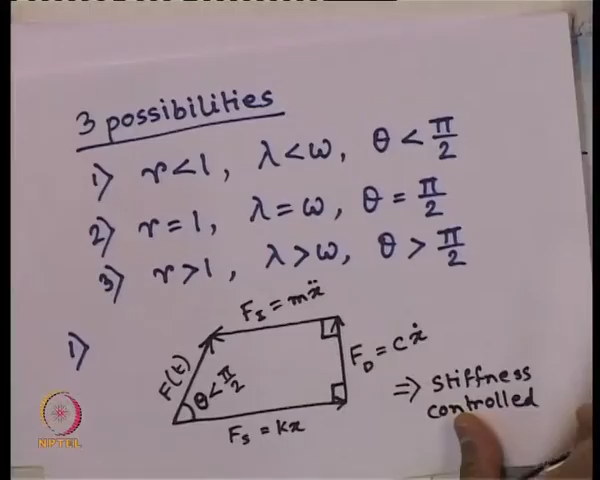 3 possibilities
1) r < 1, λ < ω, θ < π/2
2) r = 1, λ = ω, θ = π/2
3) r > 1, λ > ω, θ > π/2
1)
F_I = mẍ
F(t)
θ < π/2
F_D = cẋ
F_S = kx
⇒ stiffness
controlled
NPTEL